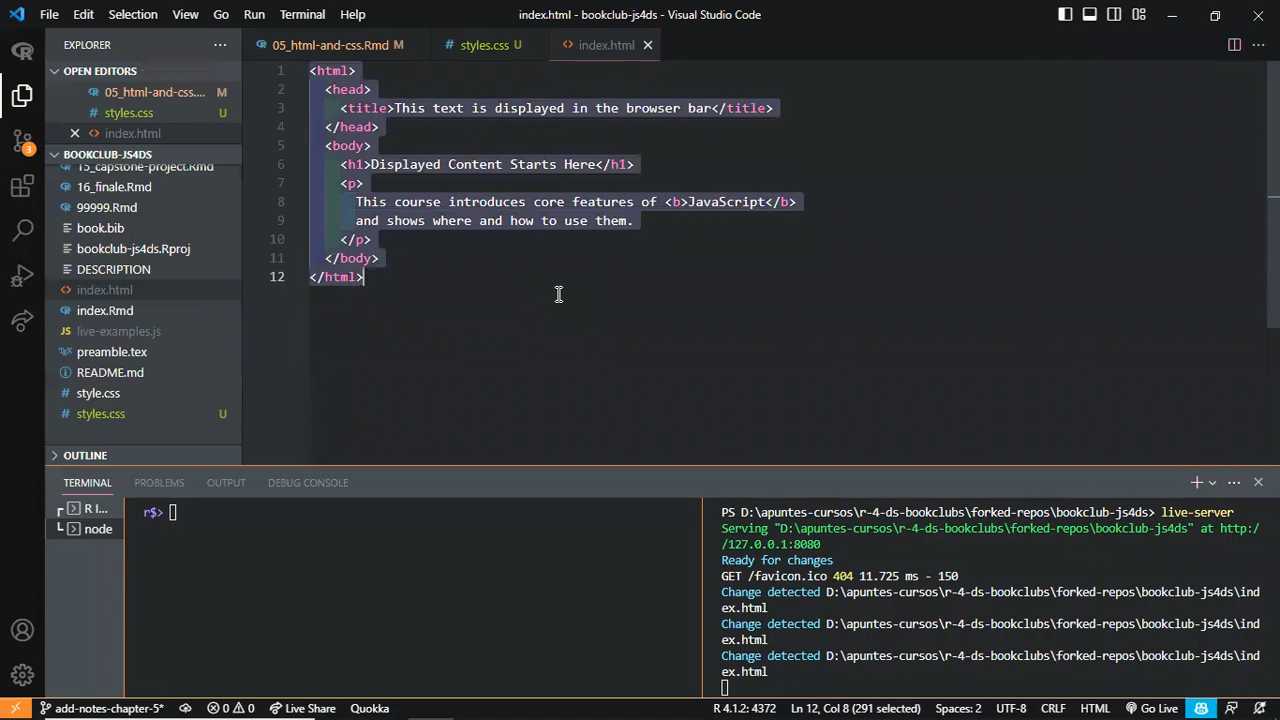 File Edit Selection View Go Run Terminal Help
index.html - bookclub-js4ds - Visual Studio Code
EXPLORER
OPEN EDITORS
05_html-and-css.... M
styles.css U
index.html
BOOKCLUB-JS4DS
15_capstone-project.Rmd
16_finale.Rmd
99999.Rmd
book.bib
bookclub-js4ds.Rproj
DESCRIPTION
index.html
index.Rmd
live-examples.js
preamble.tex
README.md
style.css
styles.css U
OUTLINE
3
05_html-and-css.Rmd M
styles.css U
index.html
1 <html>
2 <head>
3 <title>This text is displayed in the browser bar</title>
4 </head>
5 <body>
6 <h1>Displayed Content Starts Here</h1>
7 <p>
8 This course introduces core features of <b>JavaScript</b>
9 and shows where and how to use them.
10 </p>
11 </body>
12 </html>
TERMINAL PROBLEMS OUTPUT DEBUG CONSOLE
R I...
node
r$>
PS D:\apuntes-cursos\r-4-ds-bookclubs\forked-repos\bookclub-js4ds> live-server
Serving "D:\apuntes-cursos\r-4-ds-bookclubs\forked-repos\bookclub-js4ds" at http:/
/127.0.0.1:8080
Ready for changes
GET /favicon.ico 404 11.725 ms - 150
Change detected D:\apuntes-cursos\r-4-ds-bookclubs\forked-repos\bookclub-js4ds\ind
ex.html
Change detected D:\apuntes-cursos\r-4-ds-bookclubs\forked-repos\bookclub-js4ds\ind
ex.html
Change detected D:\apuntes-cursos\r-4-ds-bookclubs\forked-repos\bookclub-js4ds\ind
ex.html
add-notes-chapter-5* 0 0 Live Share Quokka R 4.1.2: 4372 Ln 12, Col 8 (291 selected) Spaces: 2 UTF-8 CRLF HTML Go Live